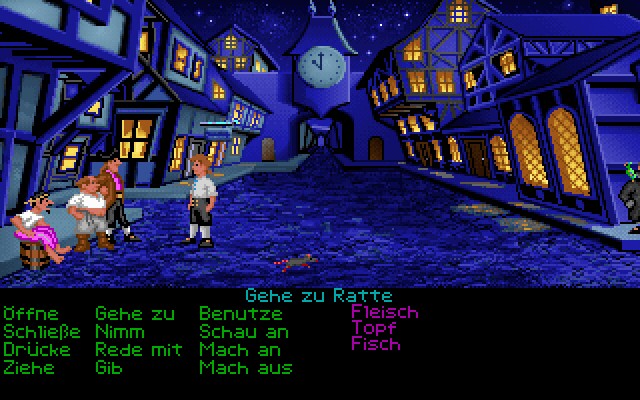 Gehe zu Ratte
Öffne Gehe zu Benutze Fleisch
Schließe Nimm Schau an Topf
Drücke Rede mit Mach an Fisch
Ziehe Gib Mach aus